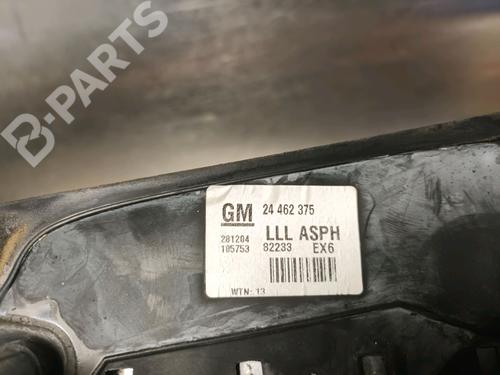 B-PARTS
GM 24 462 375
281204 LLL ASPH
105753 82233 EX6
WTN: 13